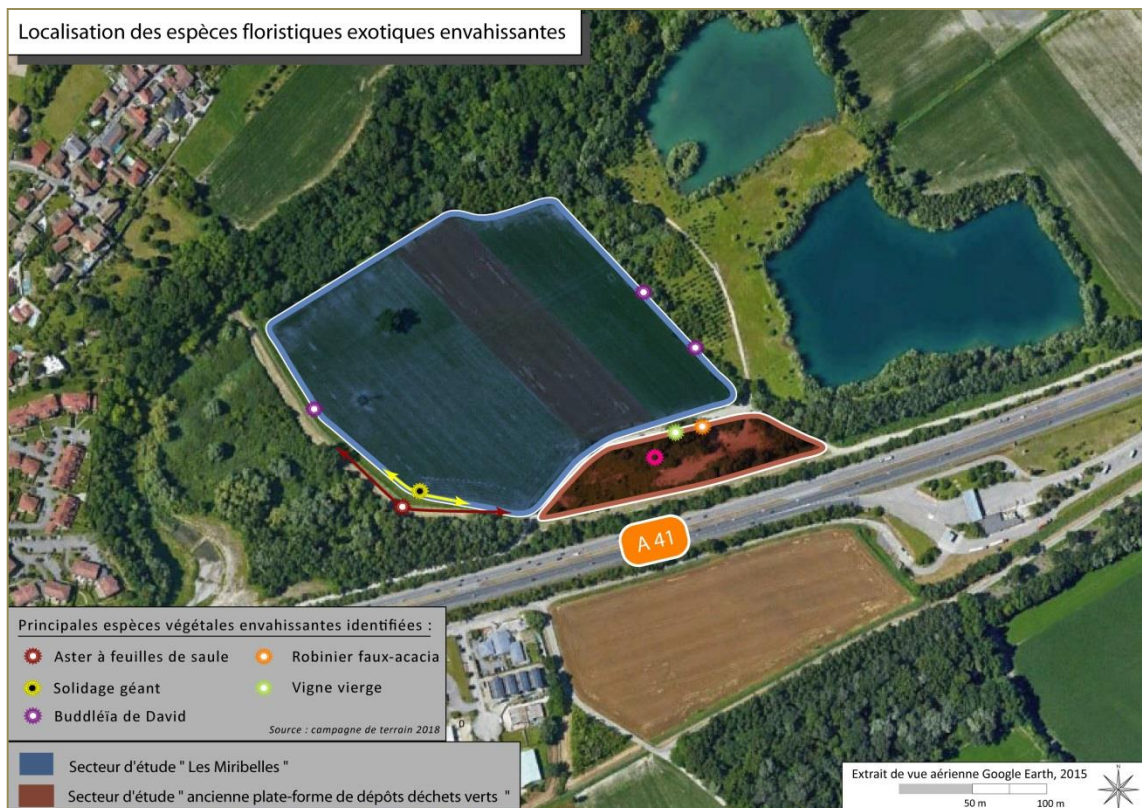 Localisation des espèces floristiques exotiques envahissantes
A 41
Principales espèces végétales envahissantes identifiées :
Aster à feuilles de saule
Robinier faux-acacia
Solidage géant
Vigne vierge
Buddléïa de David
Source : campagne de terrain 2018
Secteur d'étude " Les Miribelles "
Secteur d'étude " ancienne plate-forme de dépôts déchets verts "
Extrait de vue aérienne Google Earth, 2015
50 m
100 m